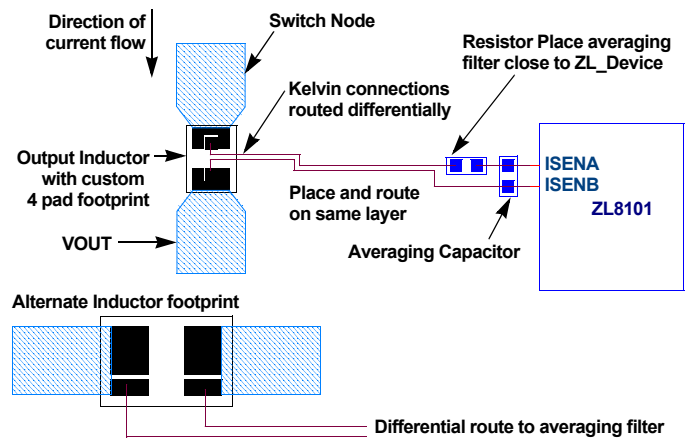 Direction of
current flow
Switch Node
Resistor Place averaging
filter close to ZL_Device
Kelvin connections
routed differentially
Output Inductor
with custom
4 pad footprint
ISENA
ISENB
ZL8101
Place and route
on same layer
VOUT
Averaging Capacitor
Alternate Inductor footprint
Differential route to averaging filter